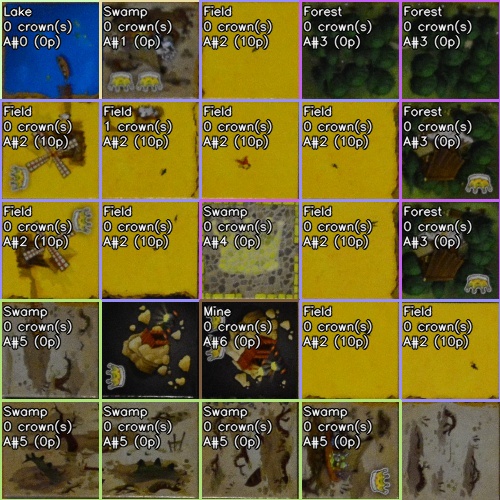 Lake
0 crown(s)
A#0 (0p)
Swamp
0 crown(s)
A#1 (0p)
Field
0 crown(s)
A#2 (10p)
Forest
0 crown(s)
A#3 (0p)
Forest
0 crown(s)
A#3 (0p)
Field
0 crown(s)
A#2 (10p)
Field
1 crown(s)
A#2 (10p)
Field
0 crown(s)
A#2 (10p)
Field
0 crown(s)
A#2 (10p)
Forest
0 crown(s)
A#3 (0p)
Field
0 crown(s)
A#2 (10p)
Field
0 crown(s)
A#2 (10p)
Swamp
0 crown(s)
A#4 (0p)
Field
0 crown(s)
A#2 (10p)
Forest
0 crown(s)
A#3 (0p)
Swamp
0 crown(s)
A#5 (0p)
Mine
0 crown(s)
A#6 (0p)
Field
0 crown(s)
A#2 (10p)
Field
0 crown(s)
A#2 (10p)
Swamp
0 crown(s)
A#5 (0p)
Swamp
0 crown(s)
A#5 (0p)
Swamp
0 crown(s)
A#5 (0p)
Swamp
0 crown(s)
A#5 (0p)